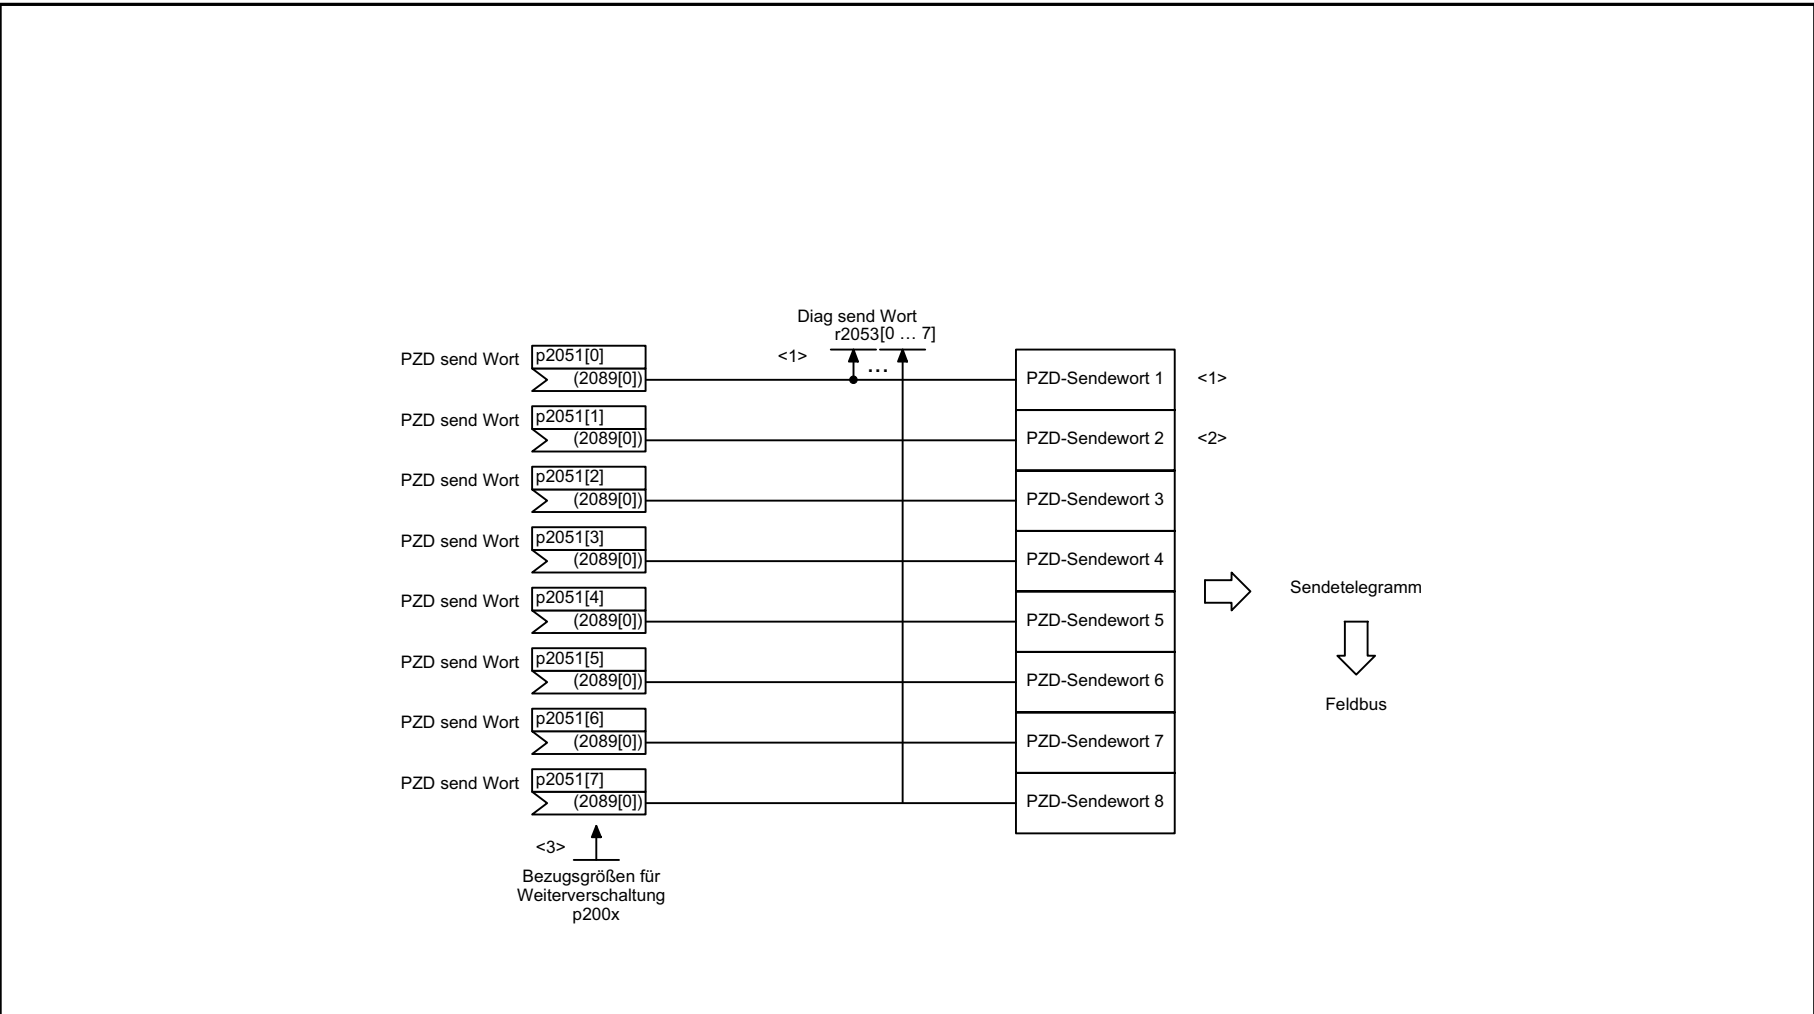 Diag send Wort
r2053[0 … 7]
<1>
...
PZD send Wort
p2051[0]
(2089[0])
PZD-Sendewort 1
<1>
PZD send Wort
p2051[1]
(2089[0])
PZD-Sendewort 2
<2>
PZD send Wort
p2051[2]
(2089[0])
PZD-Sendewort 3
PZD send Wort
p2051[3]
(2089[0])
PZD-Sendewort 4
PZD send Wort
p2051[4]
(2089[0])
PZD-Sendewort 5
PZD send Wort
p2051[5]
(2089[0])
PZD-Sendewort 6
PZD send Wort
p2051[6]
(2089[0])
PZD-Sendewort 7
PZD send Wort
p2051[7]
(2089[0])
PZD-Sendewort 8
Sendetelegramm
Feldbus
<3>
Bezugsgrößen für
Weiterverschaltung
p200x